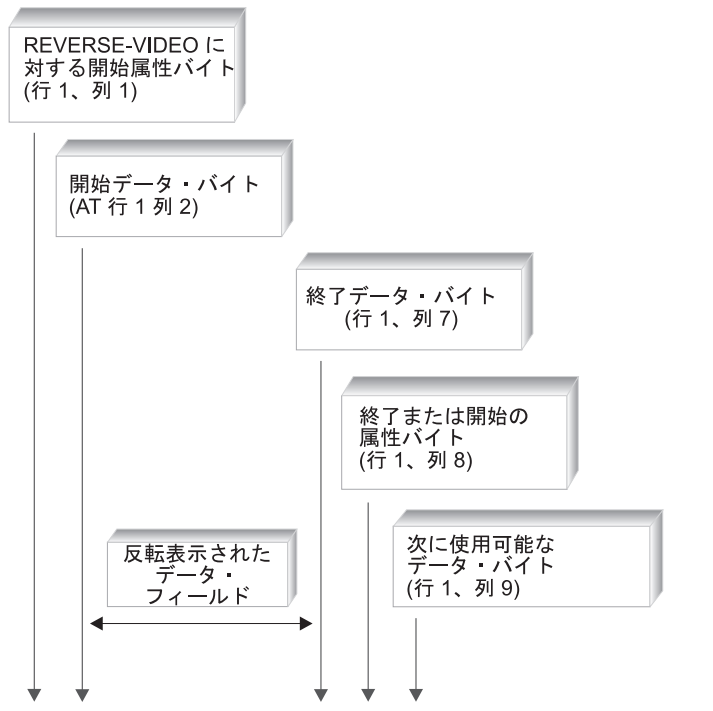 REVERSE-VIDEO に
対する開始属性バイト
(行 1、列 1)
開始データ・バイト
(AT 行 1 列 2)
終了データ・バイト
(行 1、列 7)
終了または開始の
属性バイト
(行 1、列 8)
反転表示された
データ・
フィールド
次に使用可能な
データ・バイト
(行 1、列 9)